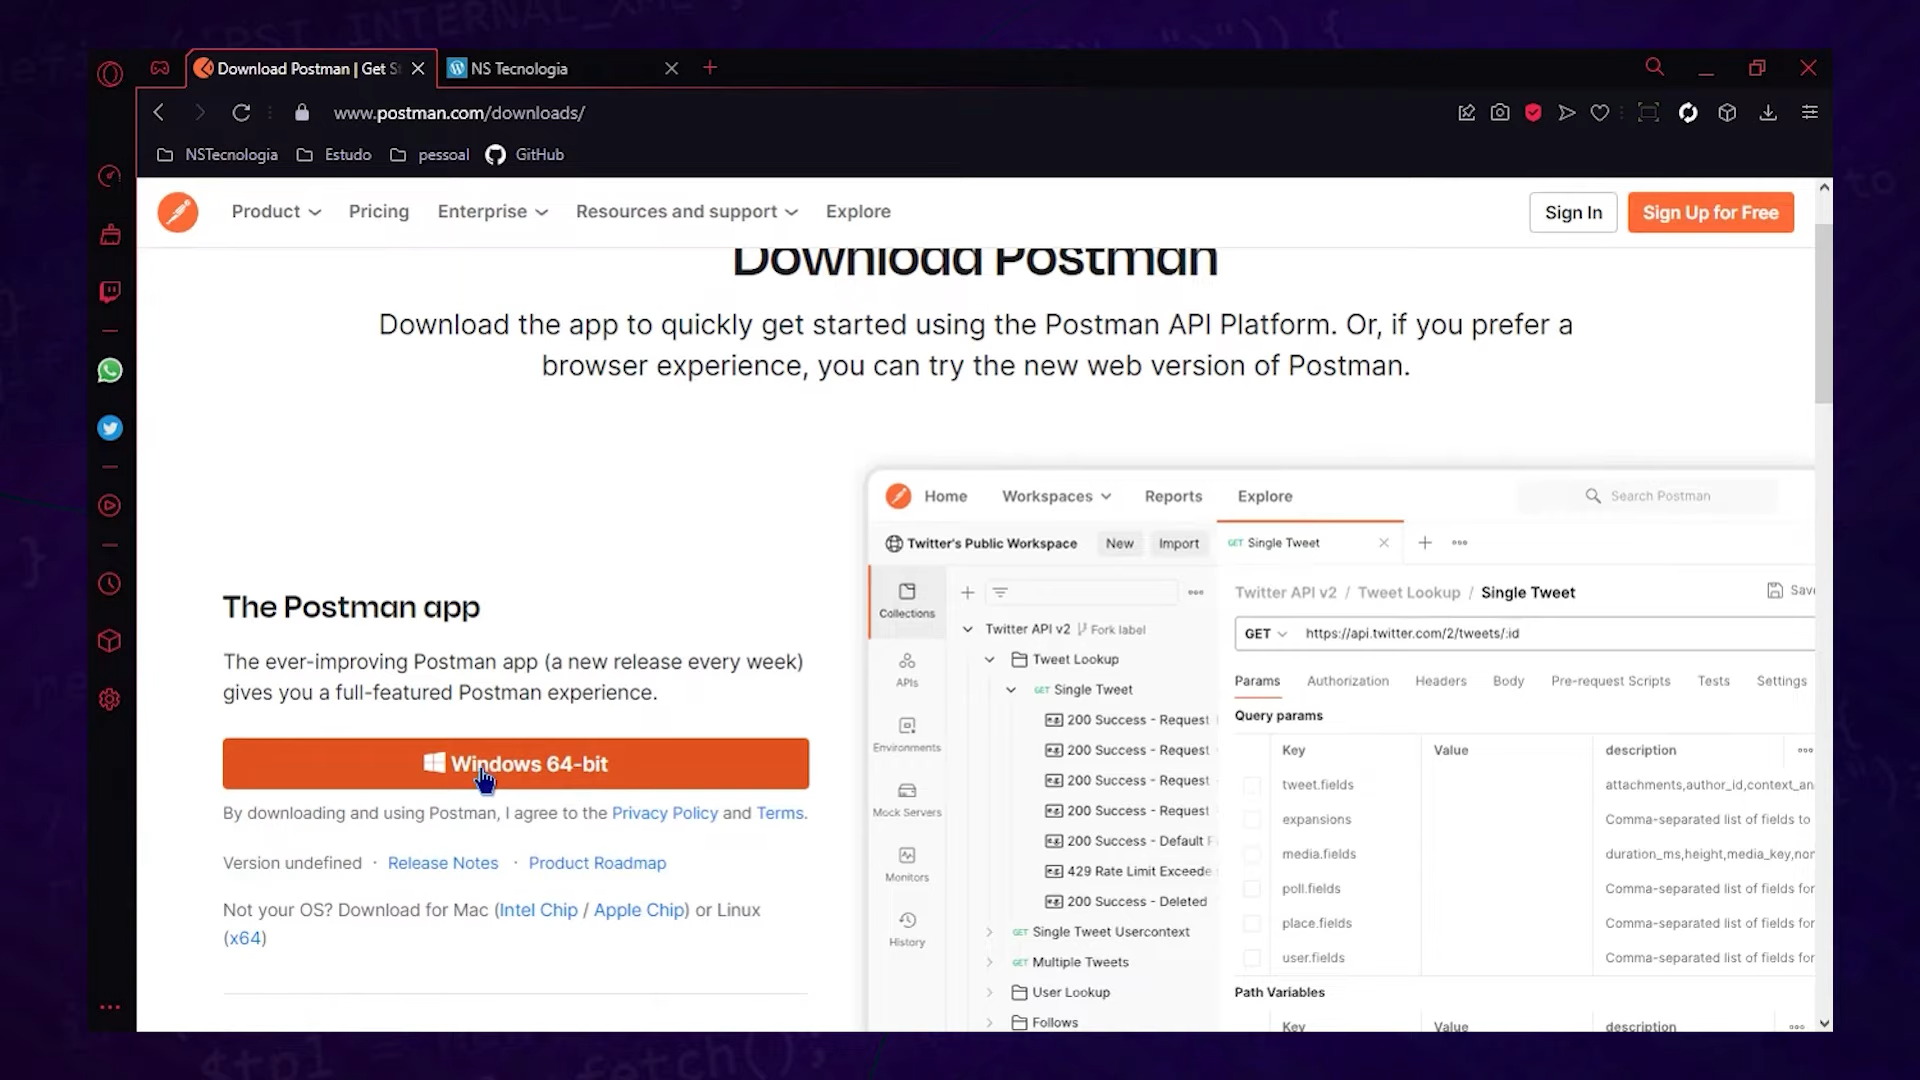 Download Postman | Get S
NS Tecnologia
www.postman.com/downloads/
NSTecnologia
Estudo
pessoal
GitHub
Product
Pricing
Enterprise
Resources and support
Explore
Sign In
Sign Up for Free
Download Postman
Download the app to quickly get started using the Postman API Platform. Or, if you prefer a
browser experience, you can try the new web version of Postman.
The Postman app
The ever-improving Postman app (a new release every week)
gives you a full-featured Postman experience.
Windows 64-bit
By downloading and using Postman, I agree to the Privacy Policy and Terms.
Version undefined · Release Notes · Product Roadmap
Not your OS? Download for Mac (Intel Chip / Apple Chip) or Linux
(x64)
Home
Workspaces
Reports
Explore
Search Postman
Twitter's Public Workspace
New
Import
GET Single Tweet
Collections
APIs
Environments
Mock Servers
Monitors
History
Twitter API v2
Fork label
Tweet Lookup
GET Single Tweet
200 Success - Request
200 Success - Request
200 Success - Request
200 Success - Request
200 Success - Default F
429 Rate Limit Exceede
200 Success - Deleted
GET Single Tweet Usercontext
GET Multiple Tweets
User Lookup
Follows
Twitter API v2 / Tweet Lookup / Single Tweet
Save
GET
https://api.twitter.com/2/tweets/:id
Params
Authorization
Headers
Body
Pre-request Scripts
Tests
Settings
Query params
Key
Value
description
tweet.fields
attachments,author_id,context_an
expansions
Comma-separated list of fields to
media.fields
duration_ms,height,media_key,non
poll.fields
Comma-separated list of fields for
place.fields
Comma-separated list of fields for
user.fields
Comma-separated list of fields for
Path Variables
Key
Value
description
$tp1
fetch();